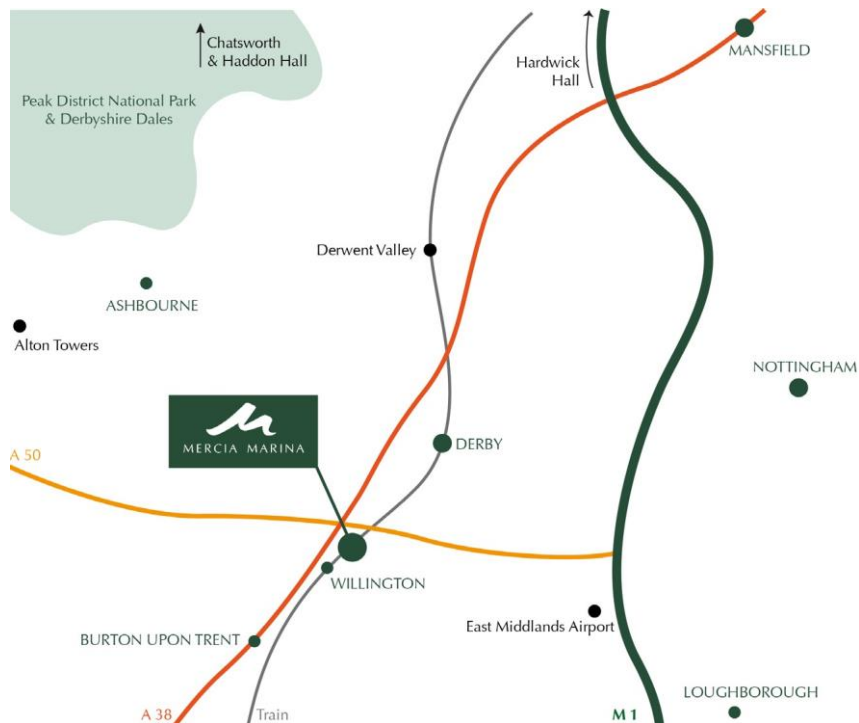 Chatsworth
& Haddon Hall
Hardwick
Hall
MANSFIELD
Peak District National Park
& Derbyshire Dales
Derwent Valley
ASHBOURNE
Alton Towers
NOTTINGHAM
MERCIA MARINA
DERBY
A 50
WILLINGTON
BURTON UPON TRENT
East Middlands Airport
LOUGHBOROUGH
A 38
Train
M 1